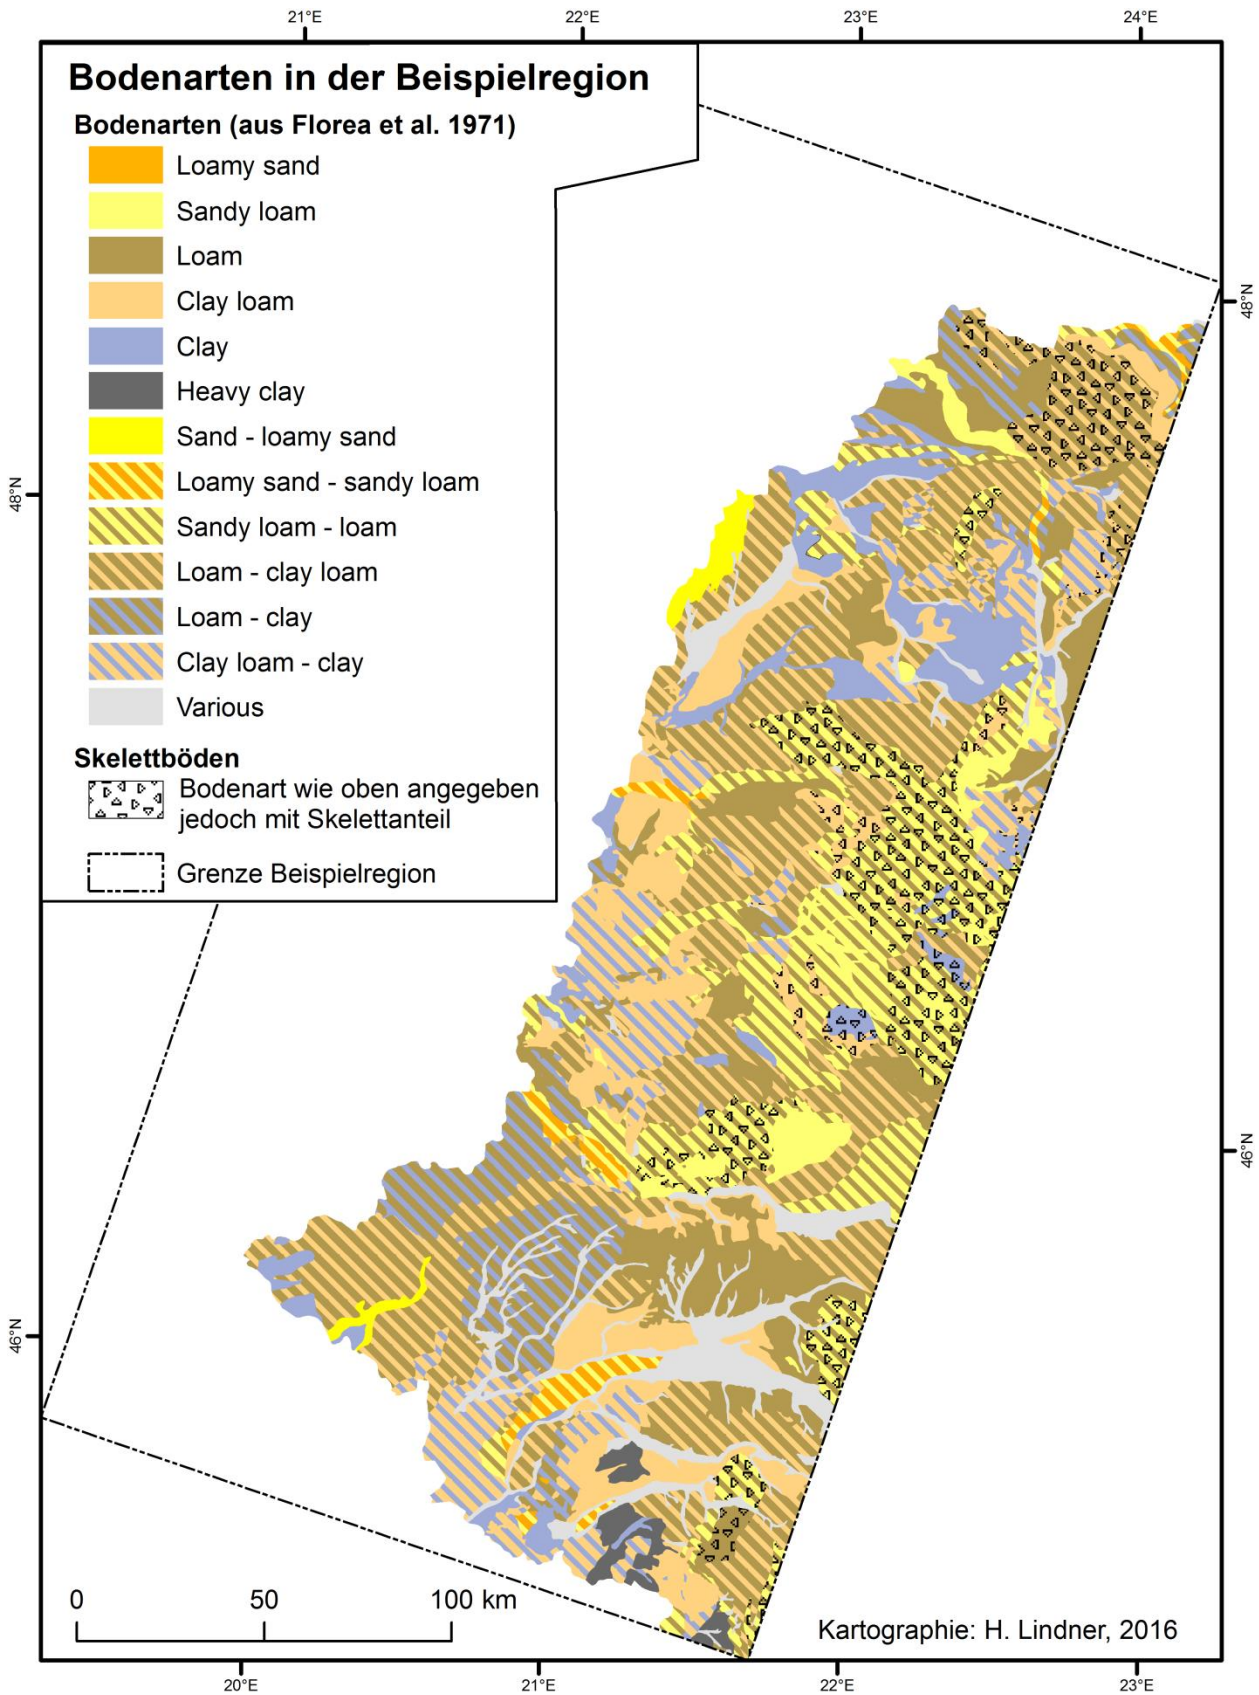 21°E 22°E 23°E 24°E
Bodenarten in der Beispielregion
Bodenarten (aus Florea et al. 1971)
Loamy sand
Sandy loam
Loam
Clay loam
Clay
Heavy clay
Sand - loamy sand
Loamy sand - sandy loam
Sandy loam - loam
Loam - clay loam
Loam - clay
Clay loam - clay
Various
Skelettböden
Bodenart wie oben angegeben
jedoch mit Skelettanteil
Grenze Beispielregion
48°N
48°N
46°N
46°N
0 50 100 km
Kartographie: H. Lindner, 2016
20°E 21°E 22°E 23°E